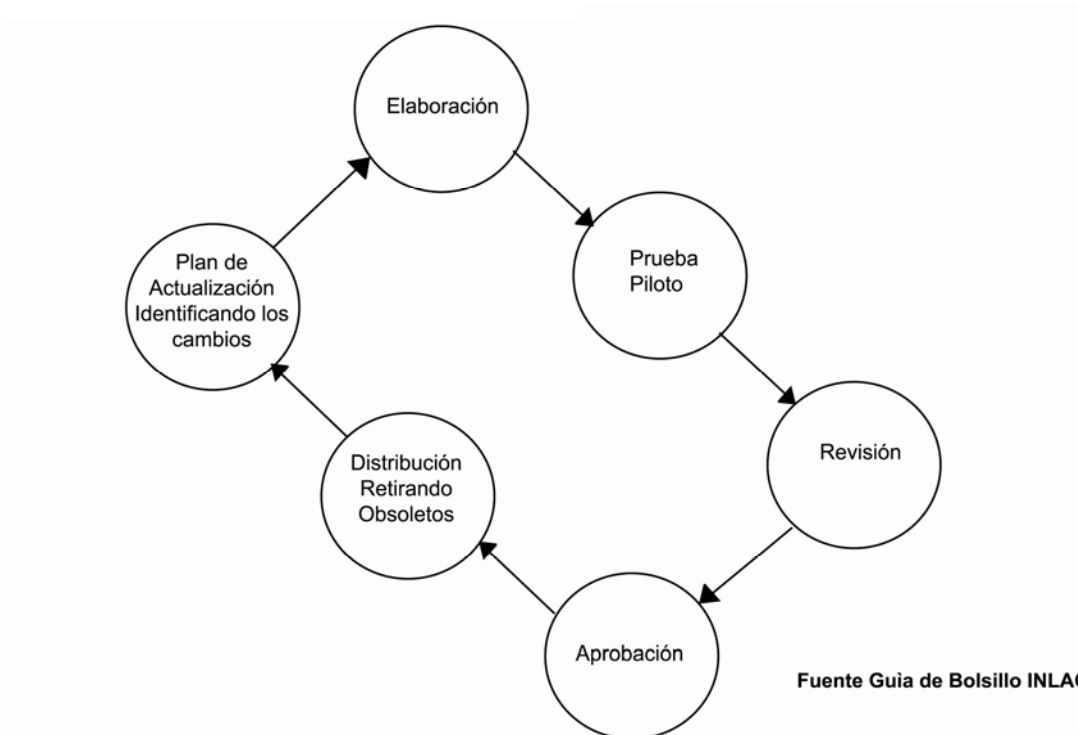 Elaboración
Prueba
Piloto
Revisión
Aprobación
Distribución
Retirando
Obsoletos
Plan de
Actualización
Identificando los
cambios
Fuente Guìa de Bolsillo